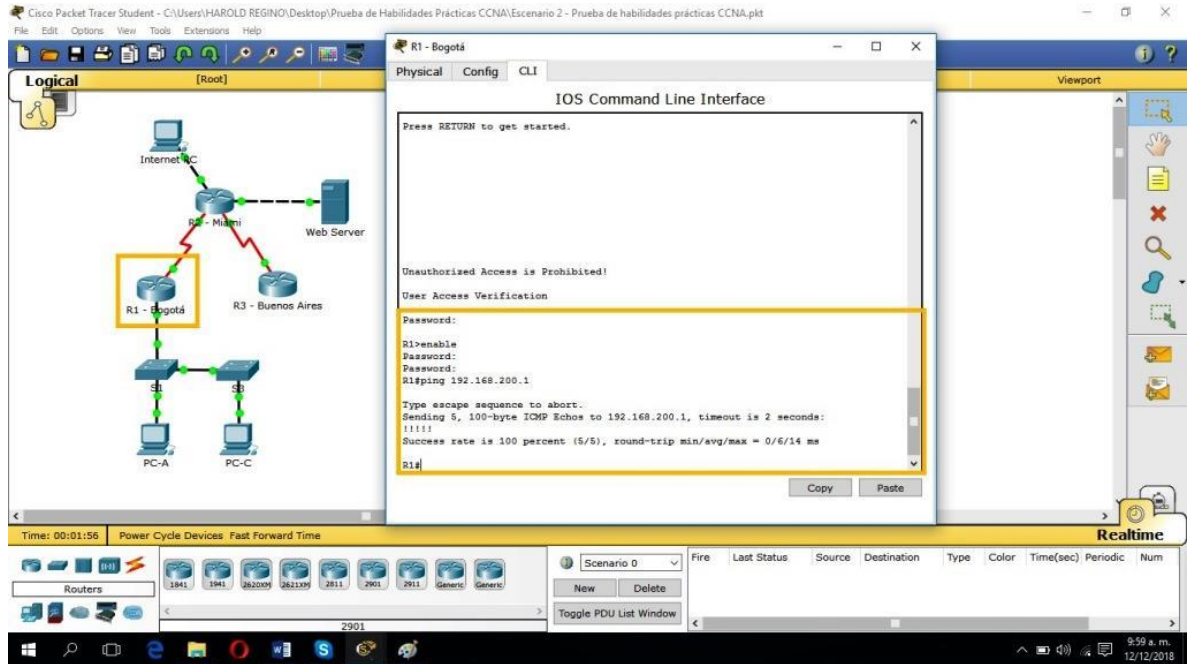 Cisco Packet Tracer Student - C:\Users\HAROLD REGINO\Desktop\Prueba de Habilidades Prácticas CCNA\Escenario 2 - Prueba de habilidades prácticas CCNA.pkt
File Edit Options View Tools Extensions Help
Logical [Root] Viewport
R1 - Bogotá
Physical Config CLI
IOS Command Line Interface
Press RETURN to get started.
Unauthorized Access is Prohibited!
User Access Verification
Password:
R1>enable
Password:
Password:
R1#ping 192.168.200.1
Type escape sequence to abort.
Sending 5, 100-byte ICMP Echos to 192.168.200.1, timeout is 2 seconds:
!!!!!
Success rate is 100 percent (5/5), round-trip min/avg/max = 0/6/14 ms
R1#
Copy Paste
Internet PC
R2 - Miami
Web Server
R1 - Bogotá
R3 - Buenos Aires
S1
S3
PC-A
PC-C
Time: 00:01:56 Power Cycle Devices Fast Forward Time Realtime
Routers
1841 1941 2620XM 2621XM 2811 2901 2911 Generic Generic
2901
Scenario 0
New Delete
Toggle PDU List Window
Fire Last Status Source Destination Type Color Time(sec) Periodic Num
9:59 a. m.
12/12/2018